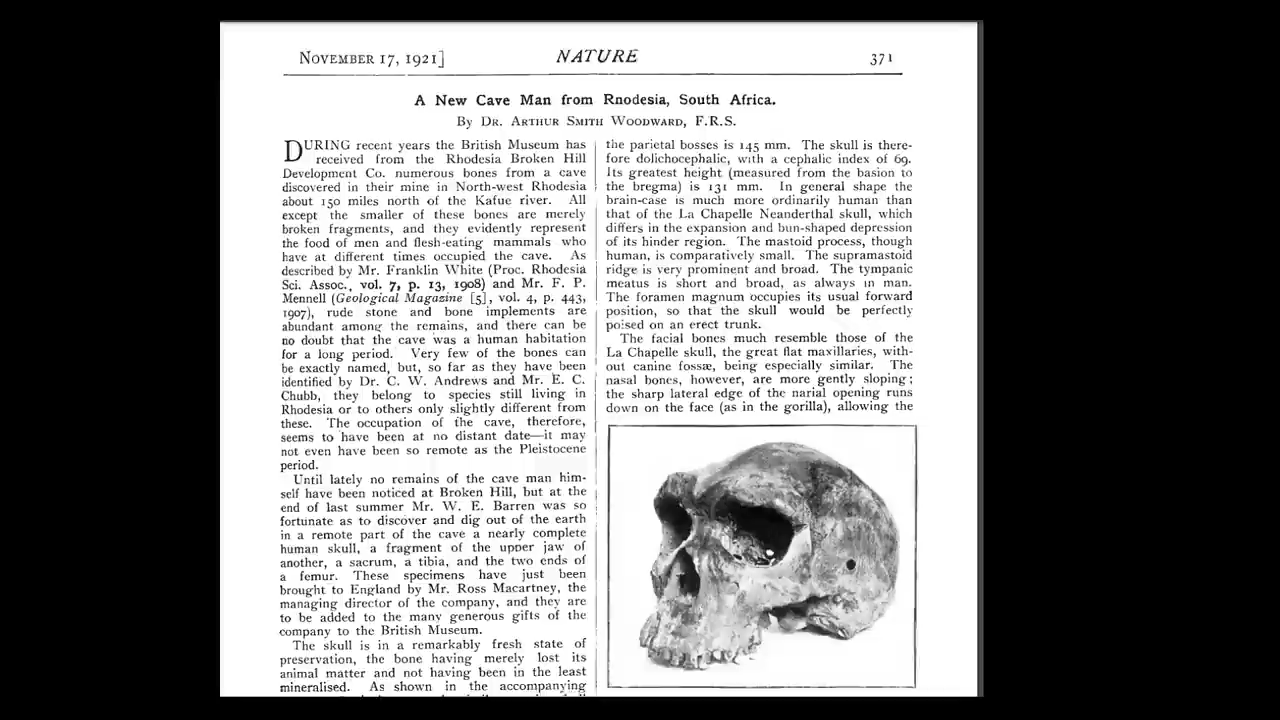 NOVEMBER 17, 1921]
NATURE
371
A New Cave Man from Rnodesia, South Africa.
By DR. ARTHUR SMITH WOODWARD, F.R.S.
DURING recent years the British Museum has
received from the Rhodesia Broken Hill
Development Co. numerous bones from a cave
discovered in their mine in North-west Rhodesia
about 150 miles north of the Kafue river. All
except the smaller of these bones are merely
broken fragments, and they evidently represent
the food of men and flesh-eating mammals who
have at different times occupied the cave. As
described by Mr. Franklin White (Proc. Rhodesia
Sci. Assoc., vol. 7, p. 13, 1908) and Mr. F. P.
Mennell (Geological Magazine [5], vol. 4, p. 443,
1907), rude stone and bone implements are
abundant among the remains, and there can be
no doubt that the cave was a human habitation
for a long period. Very few of the bones can
be exactly named, but, so far as they have been
identified by Dr. C. W. Andrews and Mr. E. C.
Chubb, they belong to species still living in
Rhodesia or to others only slightly different from
these. The occupation of the cave, therefore,
seems to have been at no distant date—it may
not even have been so remote as the Pleistocene
period.
Until lately no remains of the cave man him-
self have been noticed at Broken Hill, but at the
end of last summer Mr. W. E. Barren was so
fortunate as to discover and dig out of the earth
in a remote part of the cave a nearly complete
human skull, a fragment of the upper jaw of
another, a sacrum, a tibia, and the two ends of
a femur. These specimens have just been
brought to England by Mr. Ross Macartney, the
managing director of the company, and they are
to be added to the many generous gifts of the
company to the British Museum.
The skull is in a remarkably fresh state of
preservation, the bone having merely lost its
animal matter and not having been in the least
mineralised. As shown in the accompanying
the parietal bosses is 145 mm. The skull is there-
fore dolichocephalic, with a cephalic index of 69.
Its greatest height (measured from the basion to
the bregma) is 131 mm. In general shape the
brain-case is much more ordinarily human than
that of the La Chapelle Neanderthal skull, which
differs in the expansion and bun-shaped depression
of its hinder region. The mastoid process, though
human, is comparatively small. The supramastoid
ridge is very prominent and broad. The tympanic
meatus is short and broad, as always in man.
The foramen magnum occupies its usual forward
position, so that the skull would be perfectly
poised on an erect trunk.
The facial bones much resemble those of the
La Chapelle skull, the great flat maxillaries, with-
out canine fossæ, being especially similar. The
nasal bones, however, are more gently sloping;
the sharp lateral edge of the narial opening runs
down on the face (as in the gorilla), allowing the